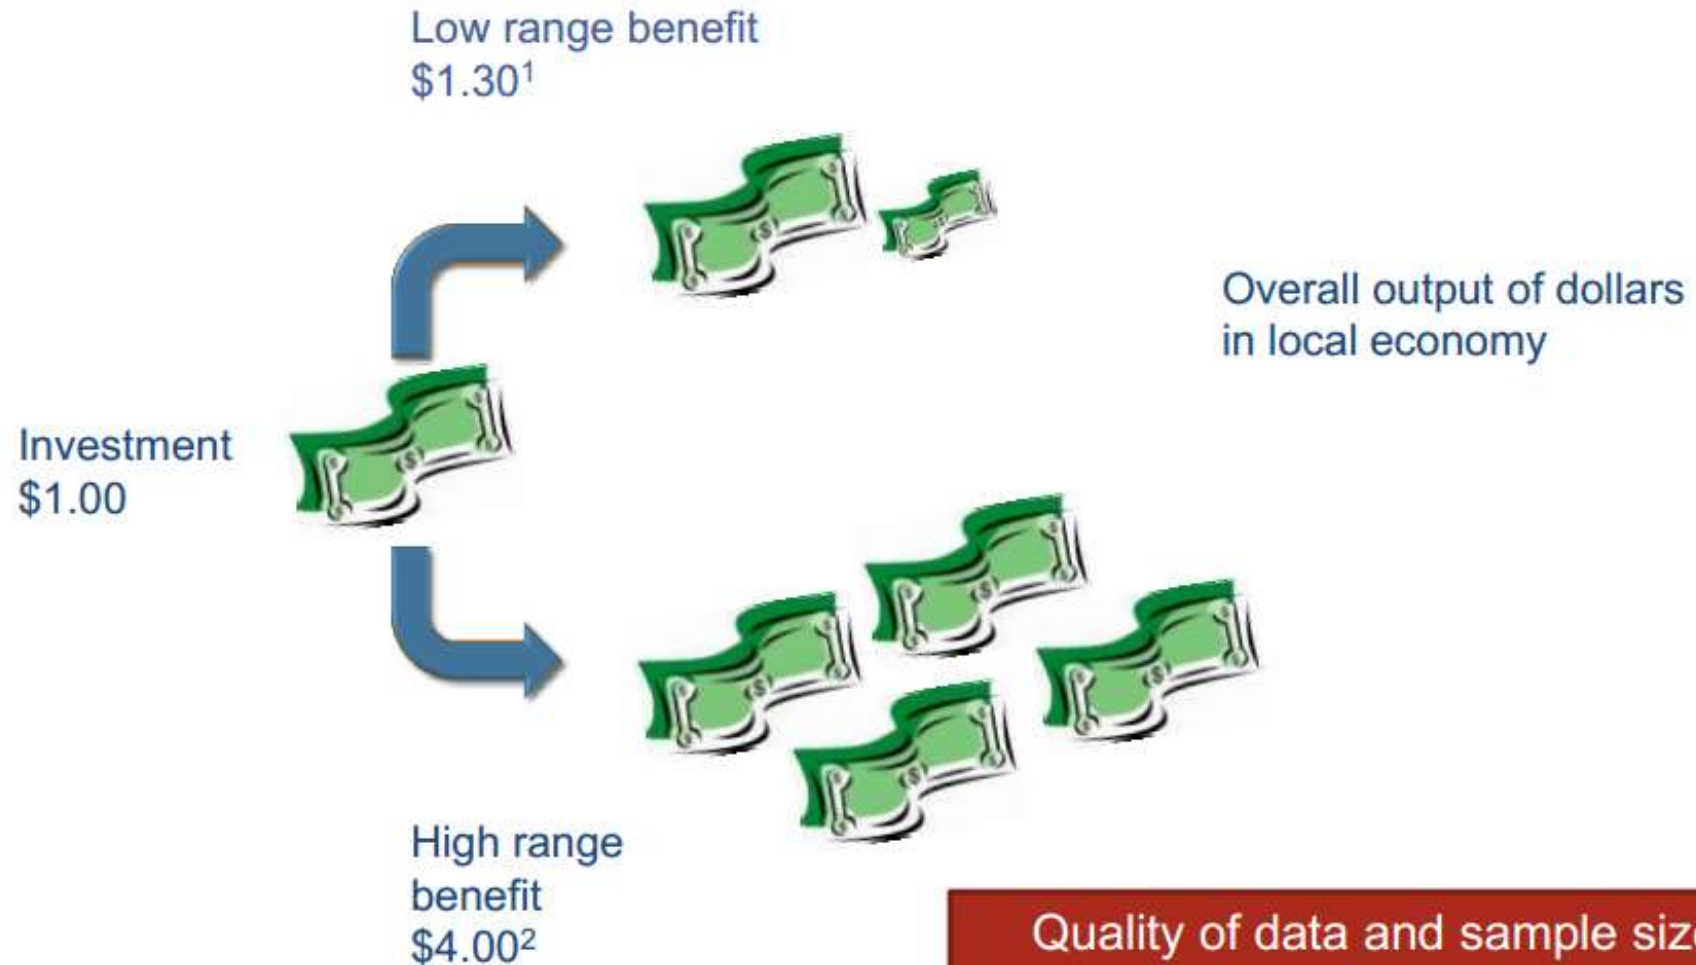 Low range benefit
$1.30¹
Overall output of dollars
in local economy
Investment
$1.00
High range
benefit
$4.00²
Quality of data and sample size